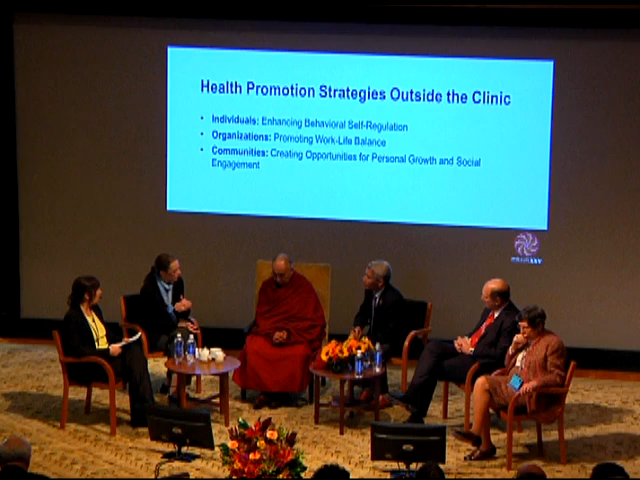 Health Promotion Strategies Outside the Clinic
• Individuals: Enhancing Behavioral Self-Regulation
• Organizations: Promoting Work-Life Balance
• Communities: Creating Opportunities for Personal Growth and Social
Engagement